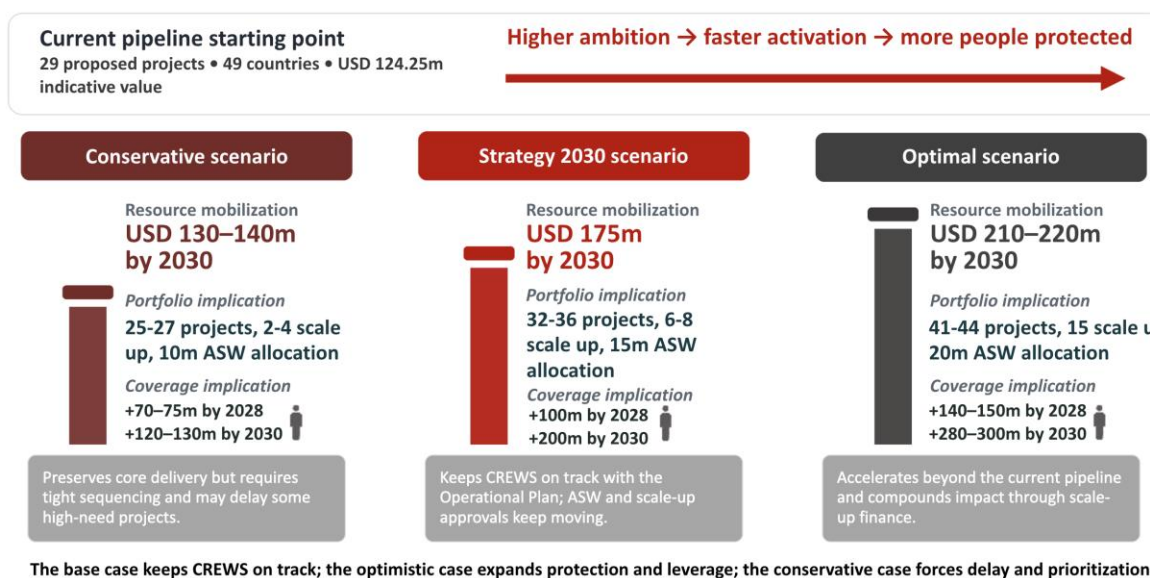 Current pipeline starting point
29 proposed projects • 49 countries • USD 124.25m
indicative value
Higher ambition → faster activation → more people protected
Conservative scenario
Resource mobilization
USD 130–140m
by 2030
Portfolio implication
25-27 projects, 2-4 scale
up, 10m ASW allocation
Coverage implication
+70–75m by 2028
+120–130m by 2030
Preserves core delivery but requires
tight sequencing and may delay some
high-need projects.
Strategy 2030 scenario
Resource mobilization
USD 175m
by 2030
Portfolio implication
32-36 projects, 6-8
scale up, 15m ASW
allocation
Coverage implication
+100m by 2028
+200m by 2030
Keeps CREWS on track with the
Operational Plan; ASW and scale-up
approvals keep moving.
Optimal scenario
Resource mobilization
USD 210–220m
by 2030
Portfolio implication
41-44 projects, 15 scale u
20m ASW allocation
Coverage implication
+140–150m by 2028
+280–300m by 2030
Accelerates beyond the current pipeline
and compounds impact through scale-
up finance.
The base case keeps CREWS on track; the optimistic case expands protection and leverage; the conservative case forces delay and prioritization